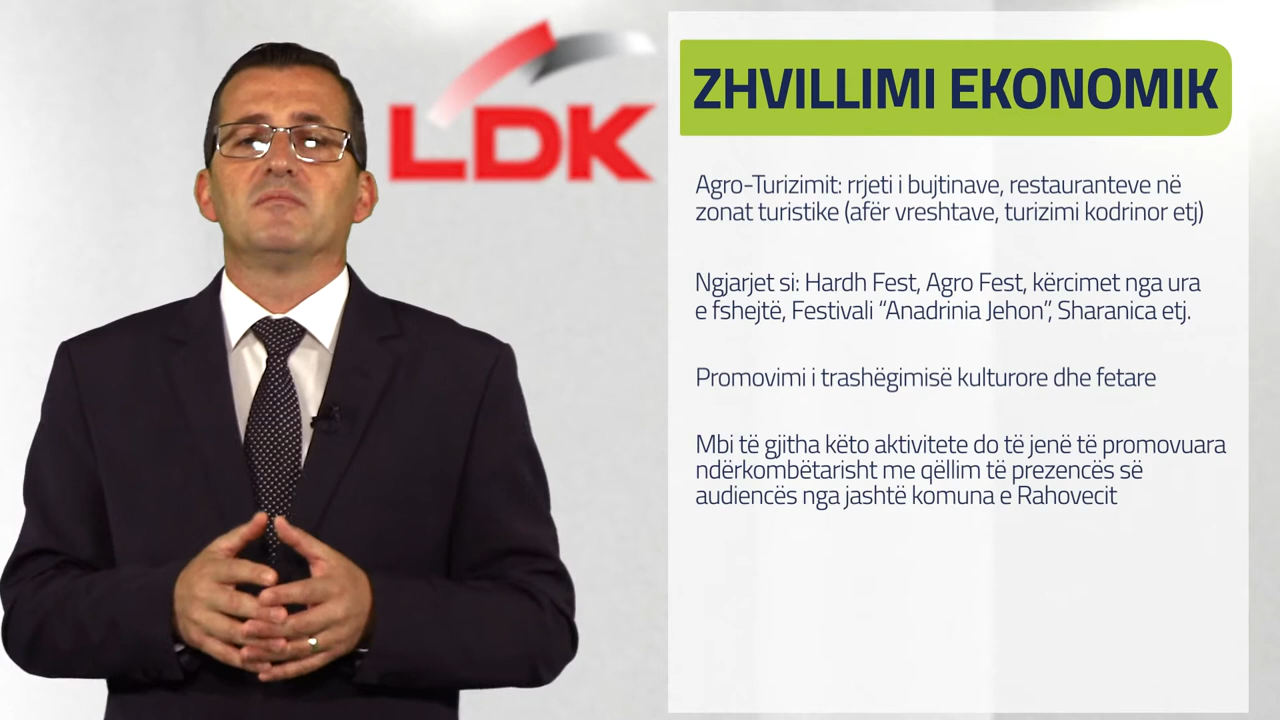 LDK
ZHVILLIMI EKONOMIK
Agro-Turizimit: rrjeti i bujtinave, restauranteve në
zonat turistike (afër vreshtave, turizimi kodrinor etj)
Ngjarjet si: Hardh Fest, Agro Fest, kërcimet nga ura
e fshejtë, Festivali “Anadrinia Jehon”, Sharanica etj.
Promovimi i trashëgimisë kulturore dhe fetare
Mbi të gjitha këto aktivitete do të jenë të promovuara
ndërkombëtarisht me qëllim të prezencës së
audiencës nga jashtë komuna e Rahovecit